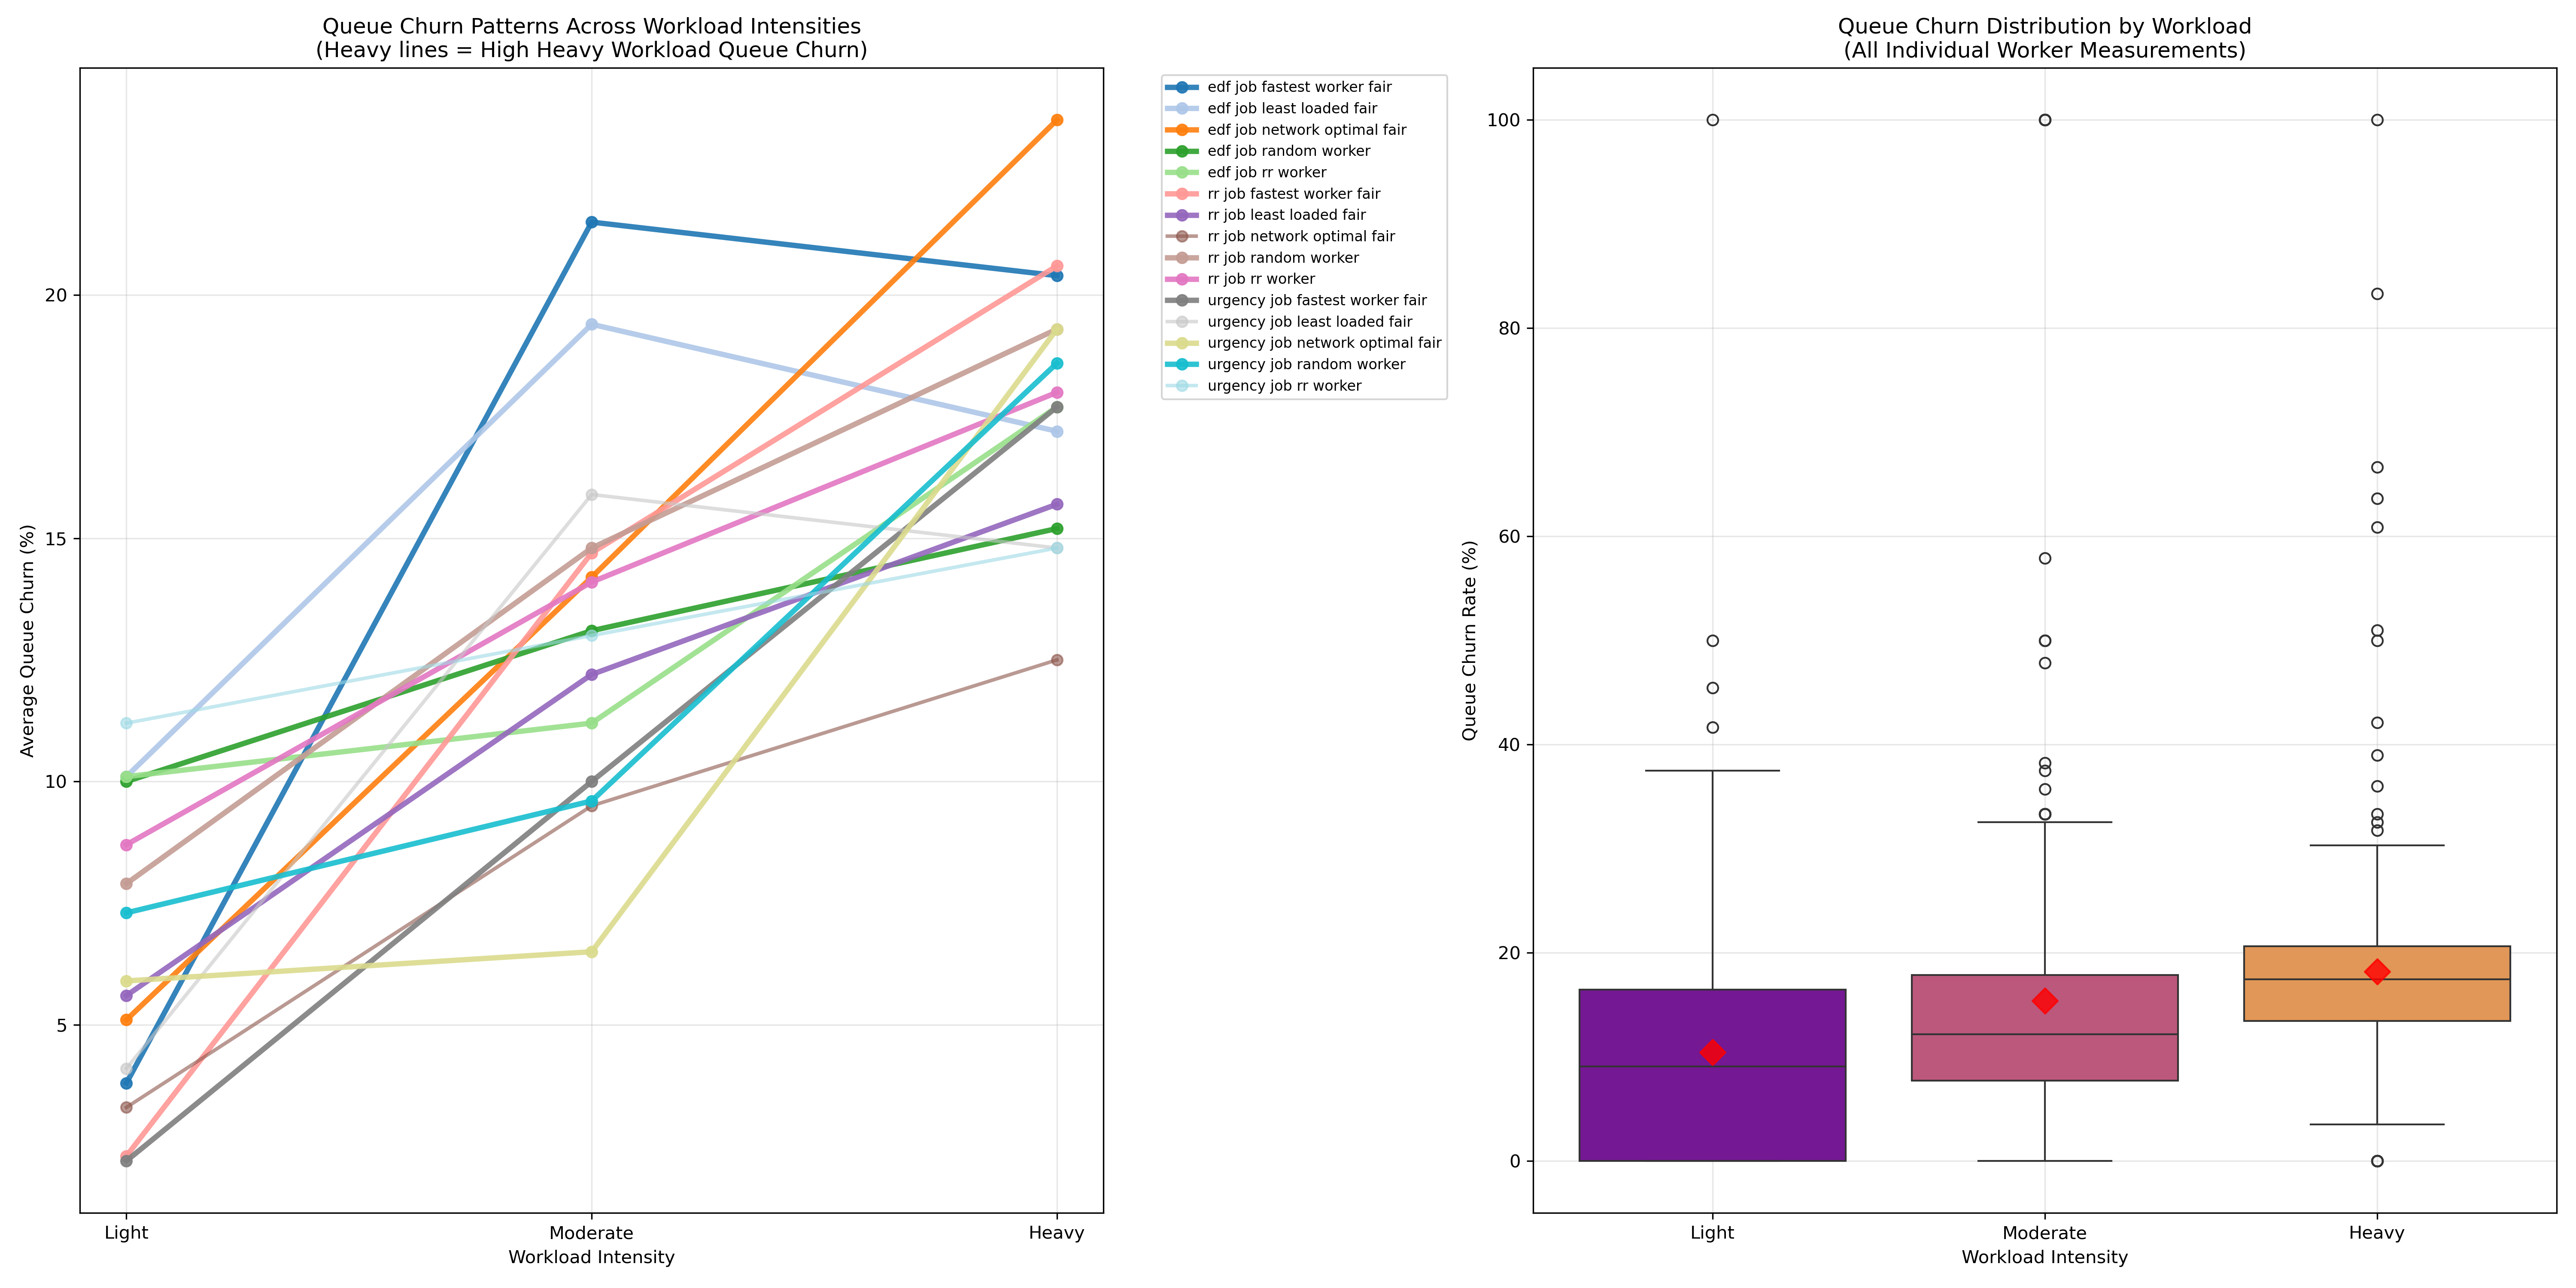 Queue Churn Patterns Across Workload Intensities
(Heavy lines = High Heavy Workload Queue Churn)
Average Queue Churn (%)
20
15
10
5
Light
Moderate
Heavy
Workload Intensity
edf job fastest worker fair
edf job least loaded fair
edf job network optimal fair
edf job random worker
edf job rr worker
rr job fastest worker fair
rr job least loaded fair
rr job network optimal fair
rr job random worker
rr job rr worker
urgency job fastest worker fair
urgency job least loaded fair
urgency job network optimal fair
urgency job random worker
urgency job rr worker
Queue Churn Distribution by Workload
(All Individual Worker Measurements)
Queue Churn Rate (%)
100
80
60
40
20
0
Light
Moderate
Heavy
Workload Intensity